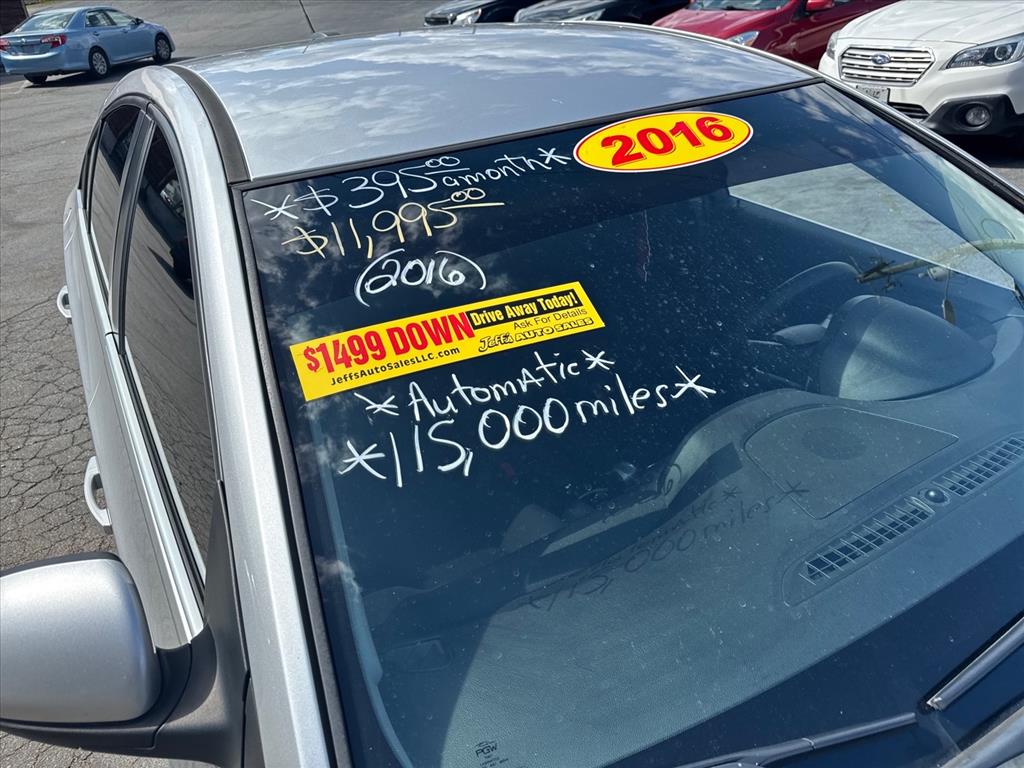 2016
*$395.00 a month*
$11,995.00
(2016)
$1499 DOWN Drive Away Today!
Ask For Details
JeffsAutoSalesLLC.com Jeff's AUTO SALES
*Automatic*
*115,000 miles*
PGW